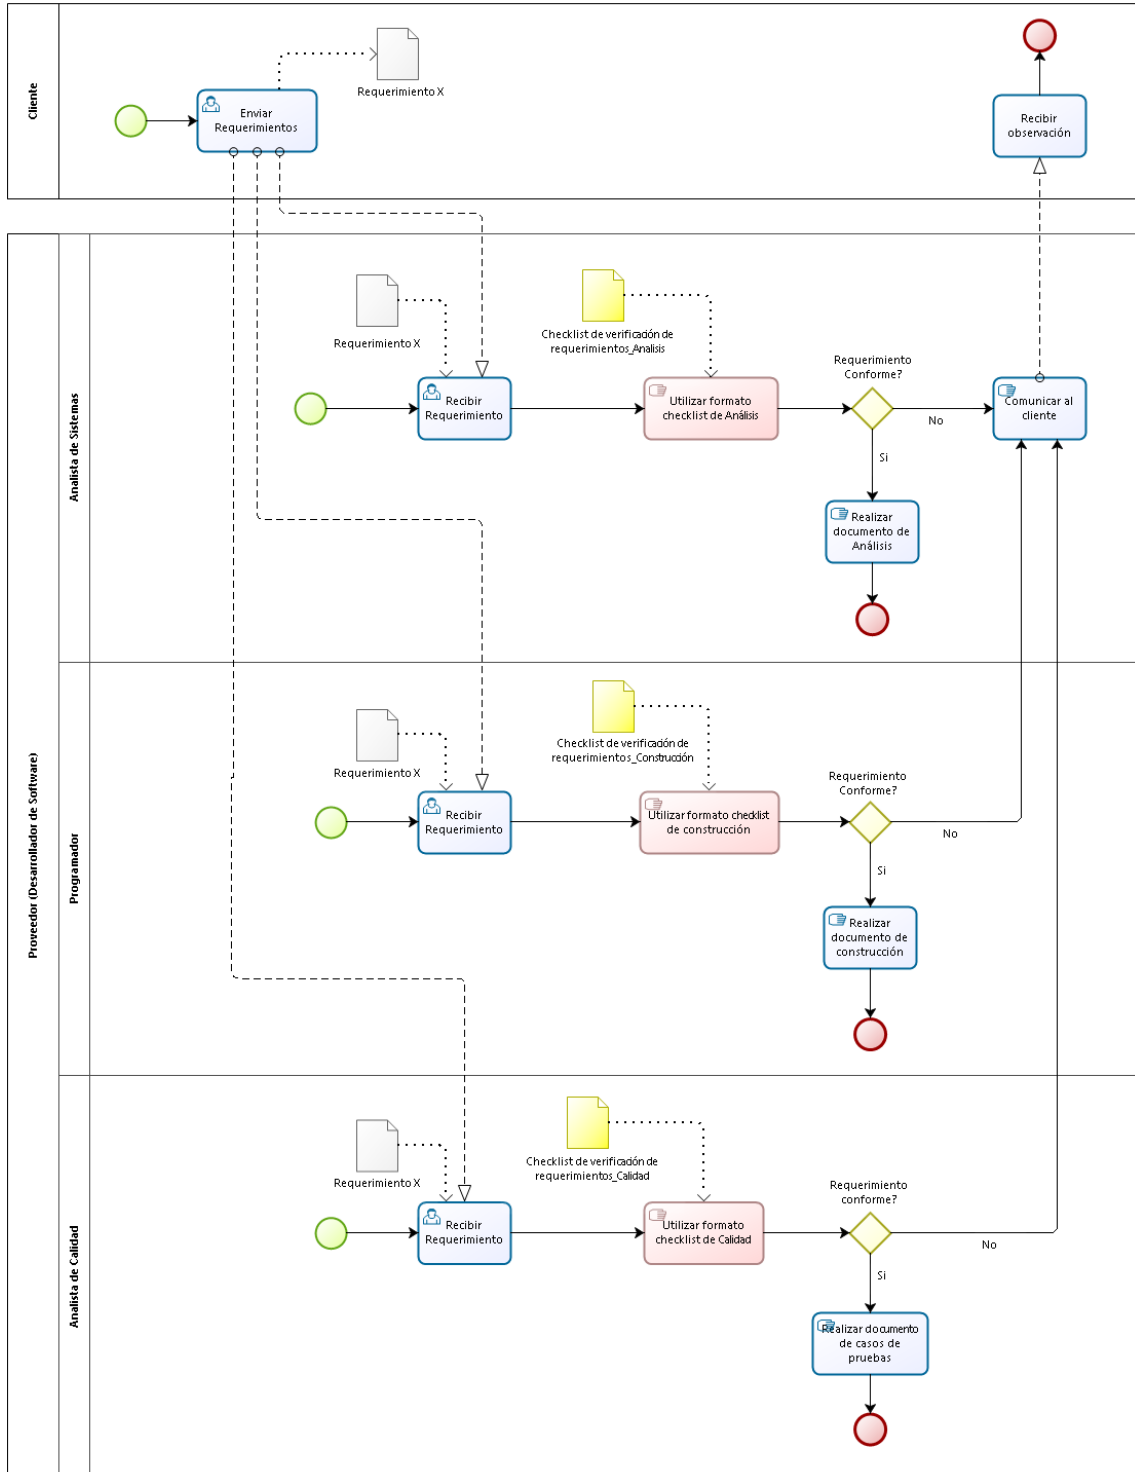 Cliente
Requerimiento X
Enviar
Requerimientos
Recibir
observación
Proveedor (Desarrollador de Software)
Analista de Sistemas
Requerimiento X
Checklist de verificación de
requerimientos_Analisis
Recibir
Requerimiento
Utilizar formato
checklist de Análisis
Requerimiento
Conforme?
No
Comunicar al
cliente
Si
Realizar
documento de
Análisis
Programador
Requerimiento X
Checklist de verificación de
requerimientos_Construcción
Recibir
Requerimiento
Utilizar formato checklist
de construcción
Requerimiento
Conforme?
No
Si
Realizar
documento de
construcción
Analista de Calidad
Requerimiento X
Checklist de verificación de
requerimientos_Calidad
Recibir
Requerimiento
Utilizar formato
checklist de Calidad
Requerimiento
conforme?
No
Si
Realizar documento
de casos de
pruebas